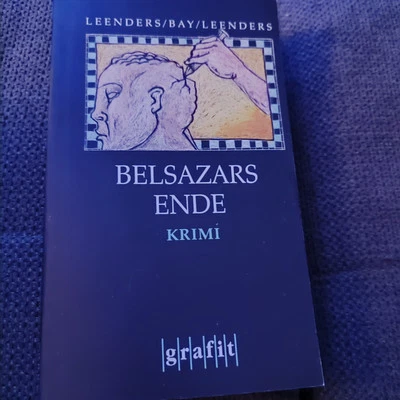 LEENDERS/BAY/LEENDERS
BELSAZARS
ENDE
KRIMI
grafit